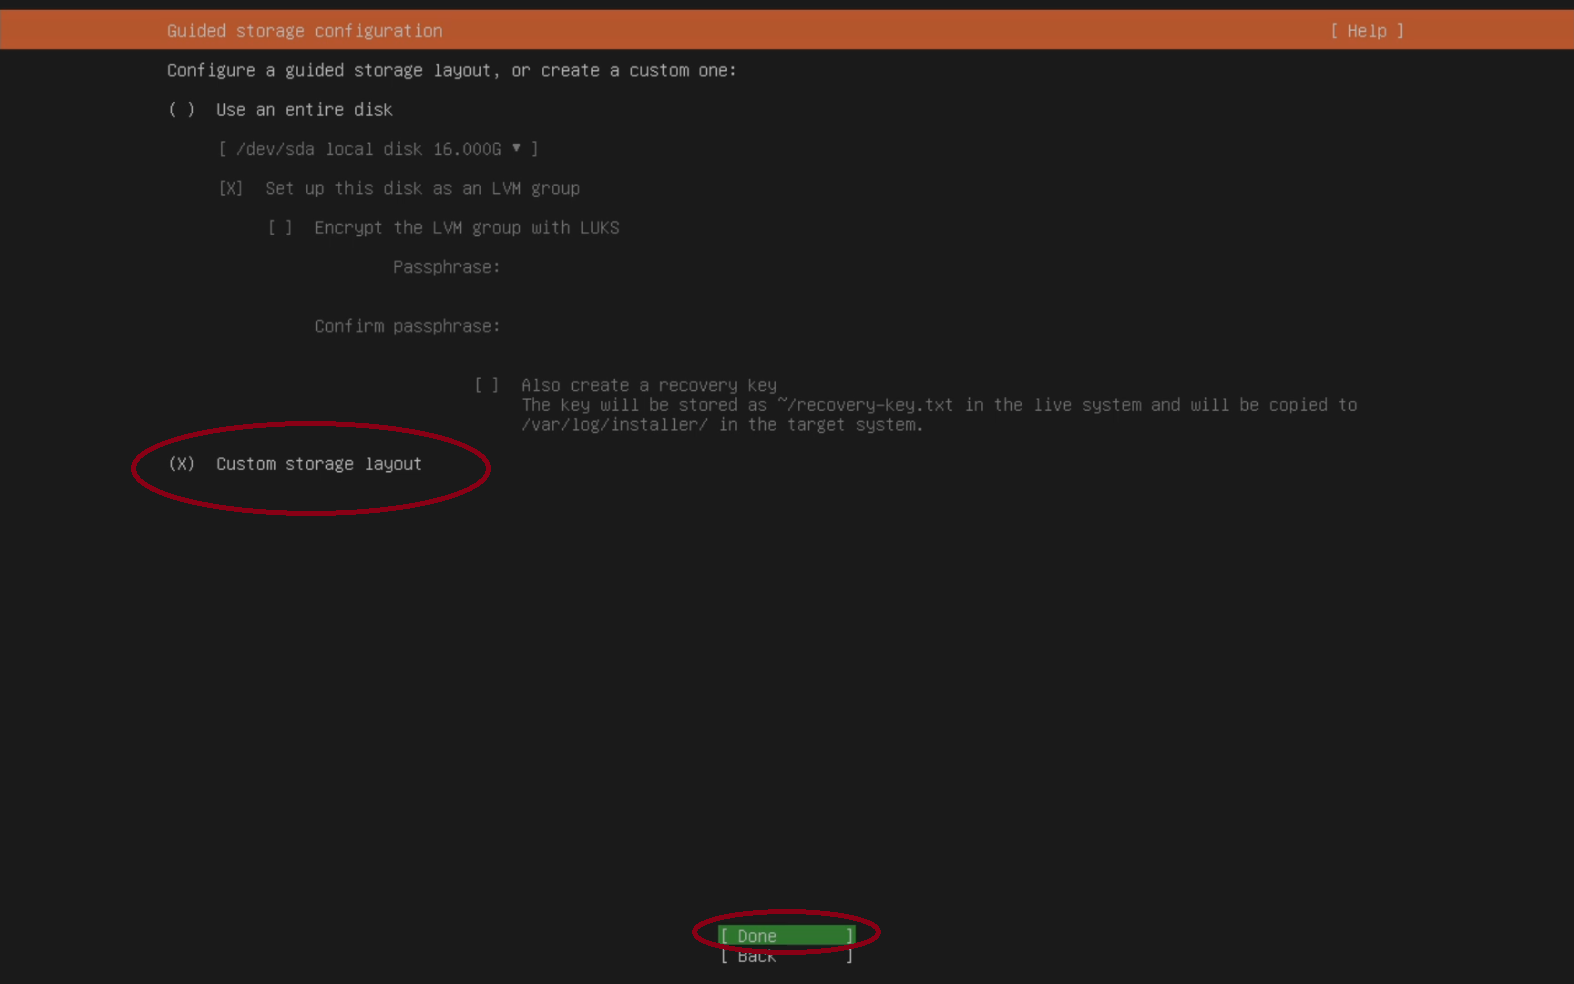 Guided storage configuration [ Help ]
Configure a guided storage layout, or create a custom one:
( ) Use an entire disk
[ /dev/sda local disk 16.000G ▾ ]
[X] Set up this disk as an LVM group
[ ] Encrypt the LVM group with LUKS
Passphrase:
Confirm passphrase:
[ ] Also create a recovery key
The key will be stored as ~/recovery-key.txt in the live system and will be copied to
/var/log/installer/ in the target system.
(X) Custom storage layout
[ Done ]
[ Back ]